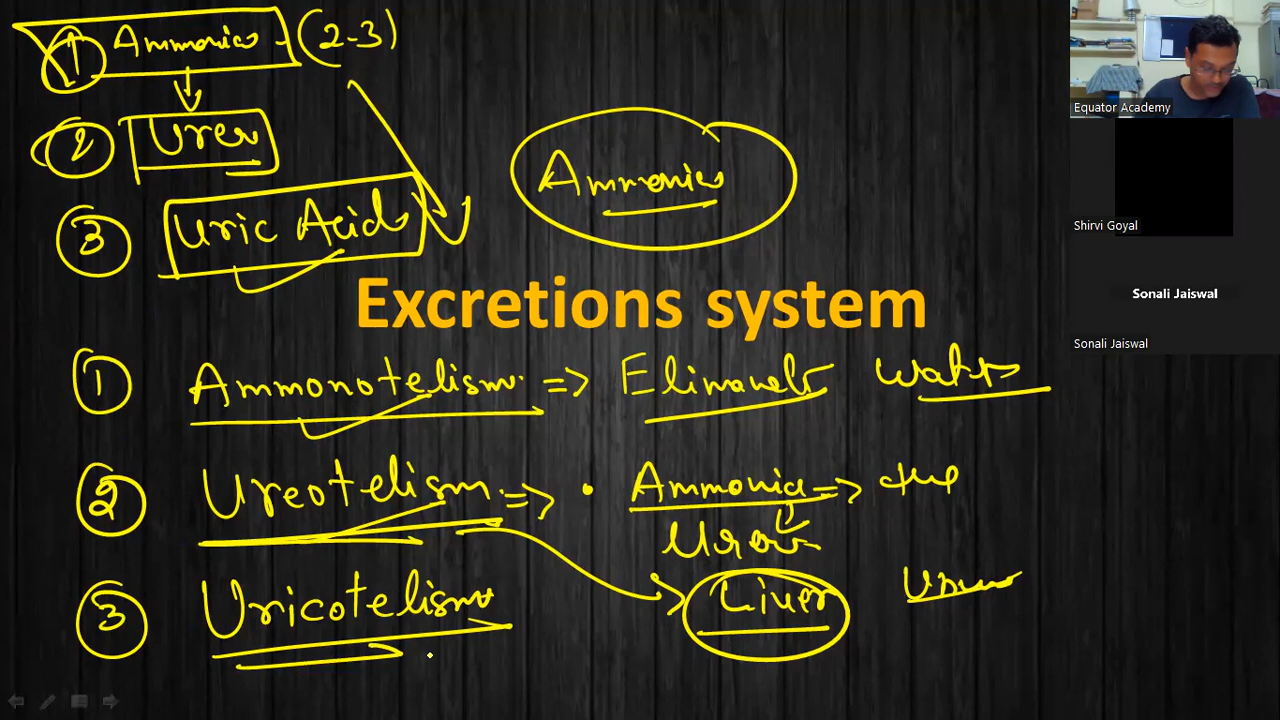 ① Ammonia - (2-3)
② Urea
③ Uric Acid
Ammonia
Excretions system
① Ammonotelism => Eliminate
② Ureotelism => • Ammonia =>
Urea
Liver
③ Uricotelism
Equator Academy
Shirvi Goyal
Sonali Jaiswal
Sonali Jaiswal